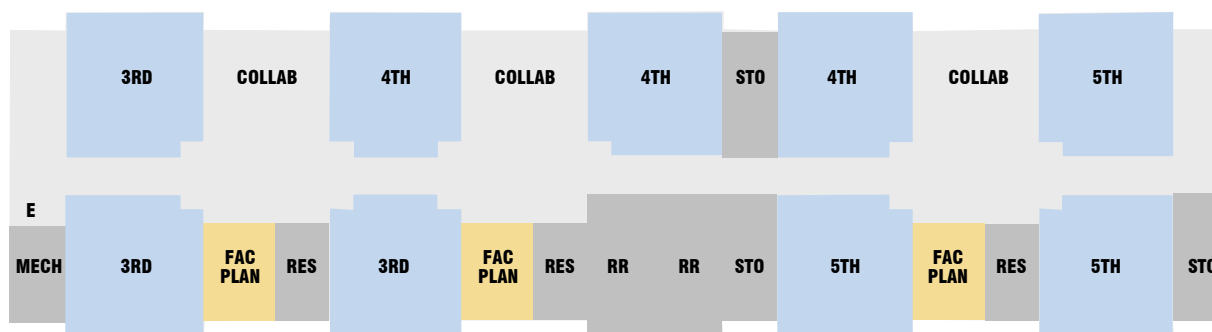 3RD COLLAB 4TH COLLAB 4TH STO 4TH COLLAB 5TH
E
MECH 3RD FAC PLAN RES 3RD FAC PLAN RES RR RR STO 5TH FAC PLAN RES 5TH STO